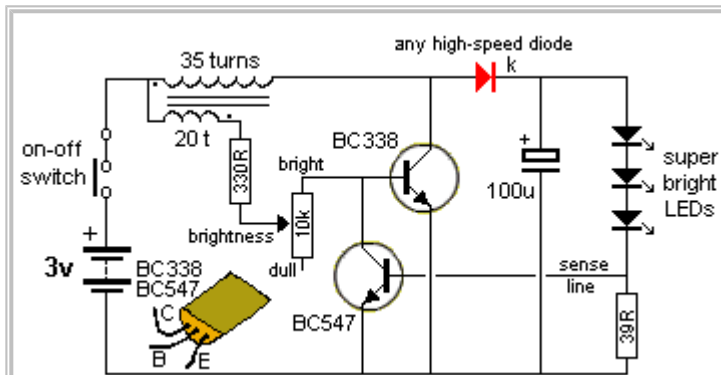 35 turns
any high-speed diode
k
20 t
on-off
switch
330R
bright
BC338
+
100u
super
bright
LEDs
brightness
10k
+
3v
dull
sense
line
BC338
BC547
C
B
E
BC547
39R